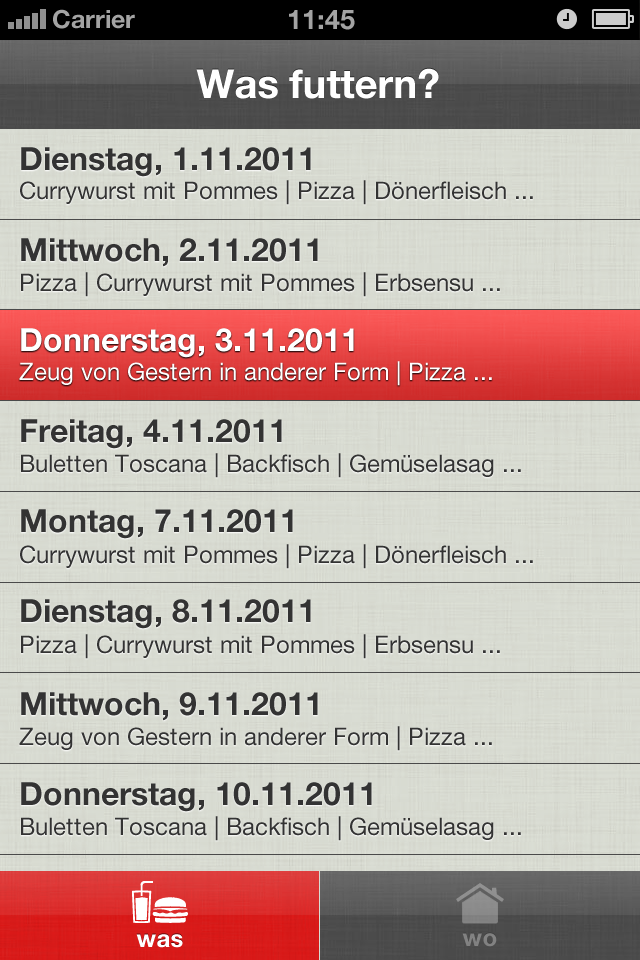 Carrier
11:45
Was futtern?
Dienstag, 1.11.2011
Currywurst mit Pommes | Pizza | Dönerfleisch ...
Mittwoch, 2.11.2011
Pizza | Currywurst mit Pommes | Erbsensu ...
Donnerstag, 3.11.2011
Zeug von Gestern in anderer Form | Pizza ...
Freitag, 4.11.2011
Buletten Toscana | Backfisch | Gemüselasag ...
Montag, 7.11.2011
Currywurst mit Pommes | Pizza | Dönerfleisch ...
Dienstag, 8.11.2011
Pizza | Currywurst mit Pommes | Erbsensu ...
Mittwoch, 9.11.2011
Zeug von Gestern in anderer Form | Pizza ...
Donnerstag, 10.11.2011
Buletten Toscana | Backfisch | Gemüselasag ...
was
wo